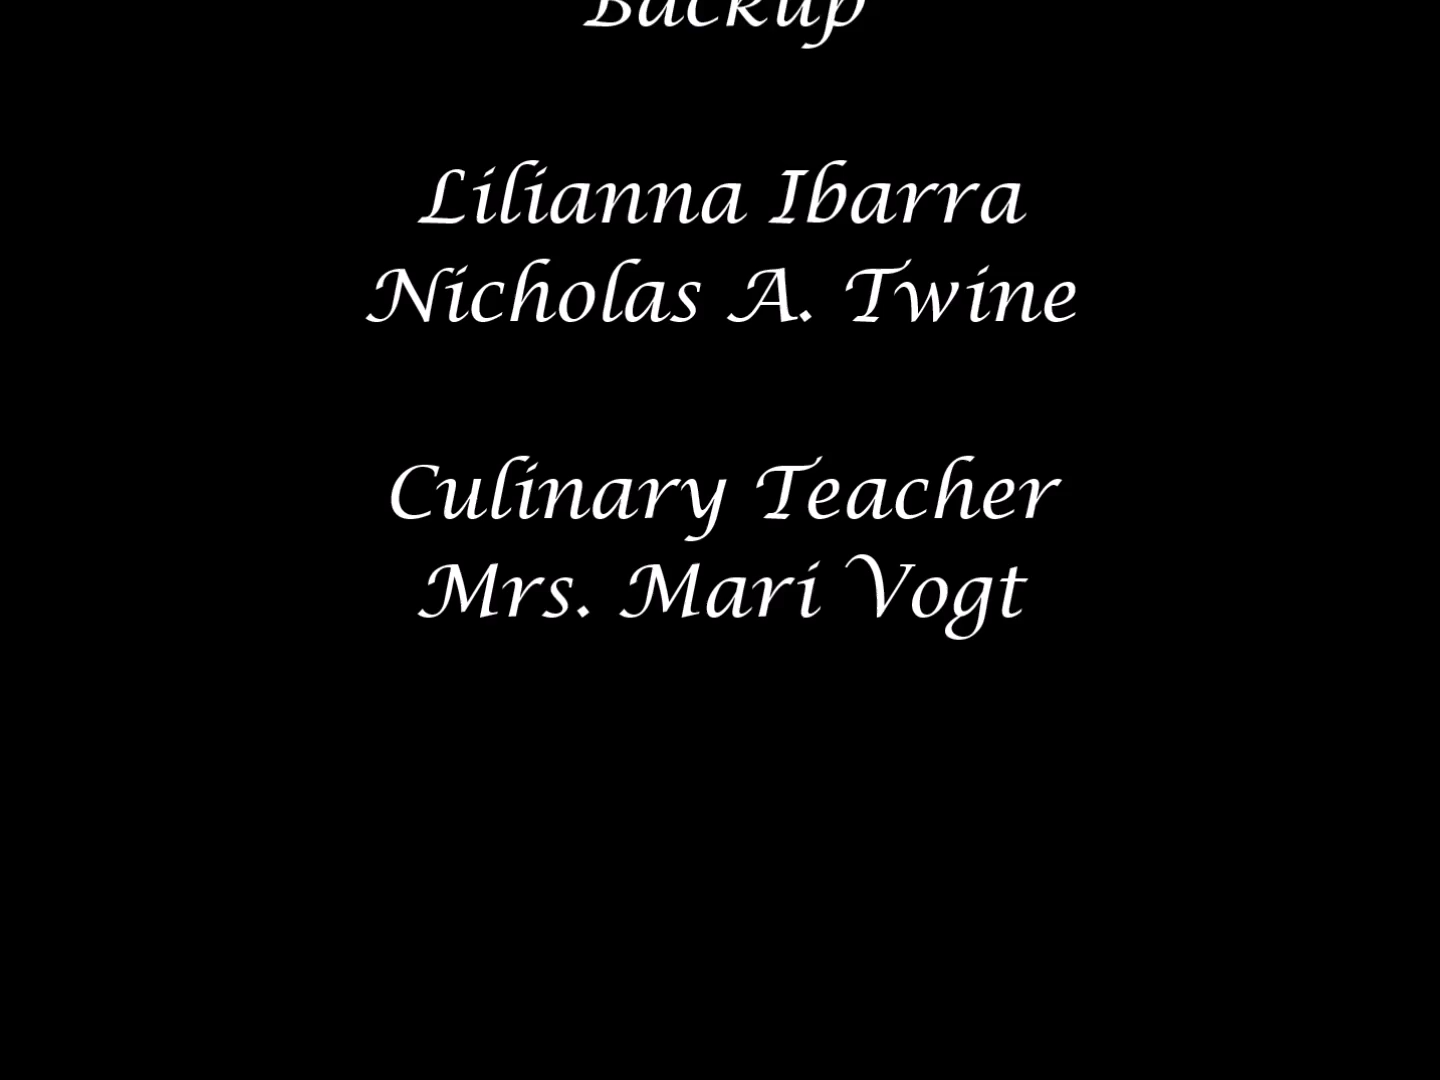 Backup
Lilianna Ibarra
Nicholas A. Twine
Culinary Teacher
Mrs. Mari Vogt